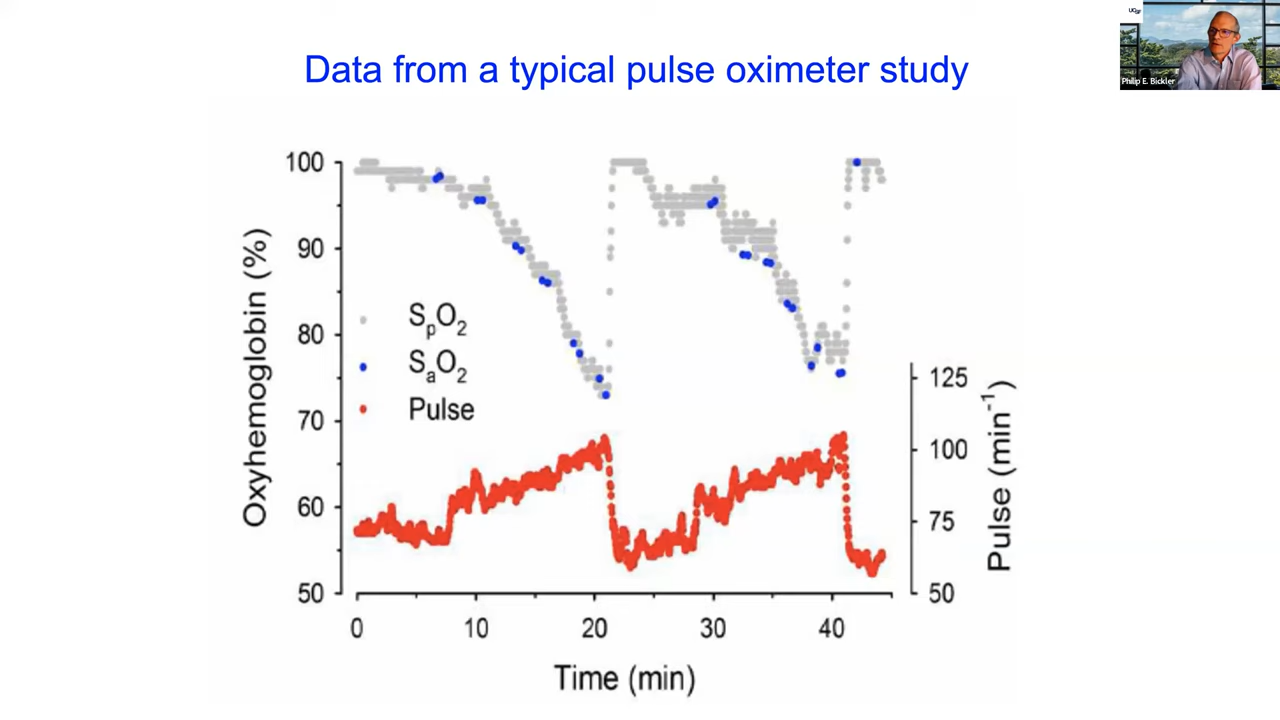 UCSF
Data from a typical pulse oximeter study
Philip E. Bickler
100
90
80
70
60
50
Oxyhemoglobin (%)
SpO2
SaO2
Pulse
125
100
75
50
Pulse (min-1)
0 10 20 30 40
Time (min)